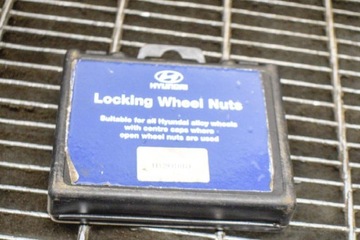 HYUNDAI
Locking Wheel Nuts
Suitable for all Hyundai alloy wheels
with centre caps where
open wheel nuts are used